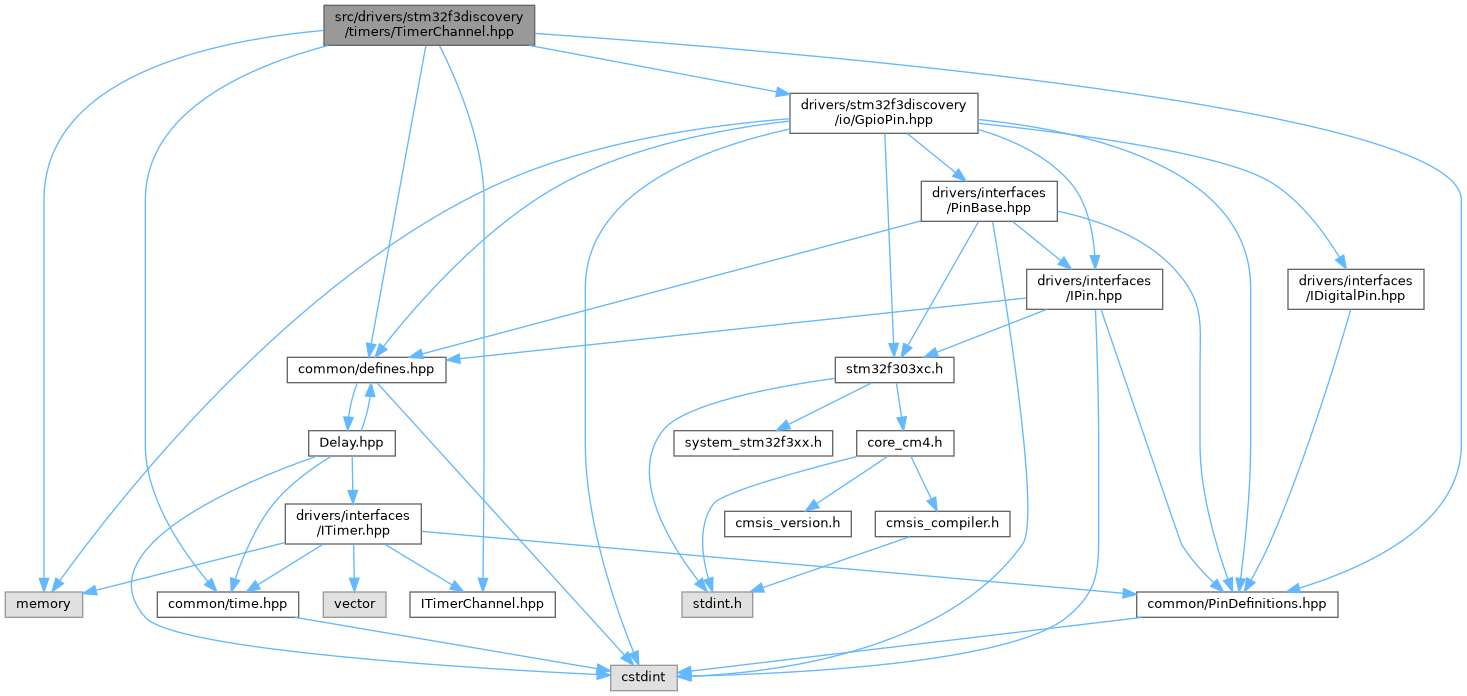 src/drivers/stm32f3discovery
/timers/TimerChannel.hpp
drivers/stm32f3discovery
/io/GpioPin.hpp
drivers/interfaces
/PinBase.hpp
drivers/interfaces
/IPin.hpp
drivers/interfaces
/IDigitalPin.hpp
common/defines.hpp
stm32f303xc.h
Delay.hpp
system_stm32f3xx.h
core_cm4.h
drivers/interfaces
/ITimer.hpp
cmsis_version.h
cmsis_compiler.h
memory
common/time.hpp
vector
ITimerChannel.hpp
stdint.h
common/PinDefinitions.hpp
cstdint